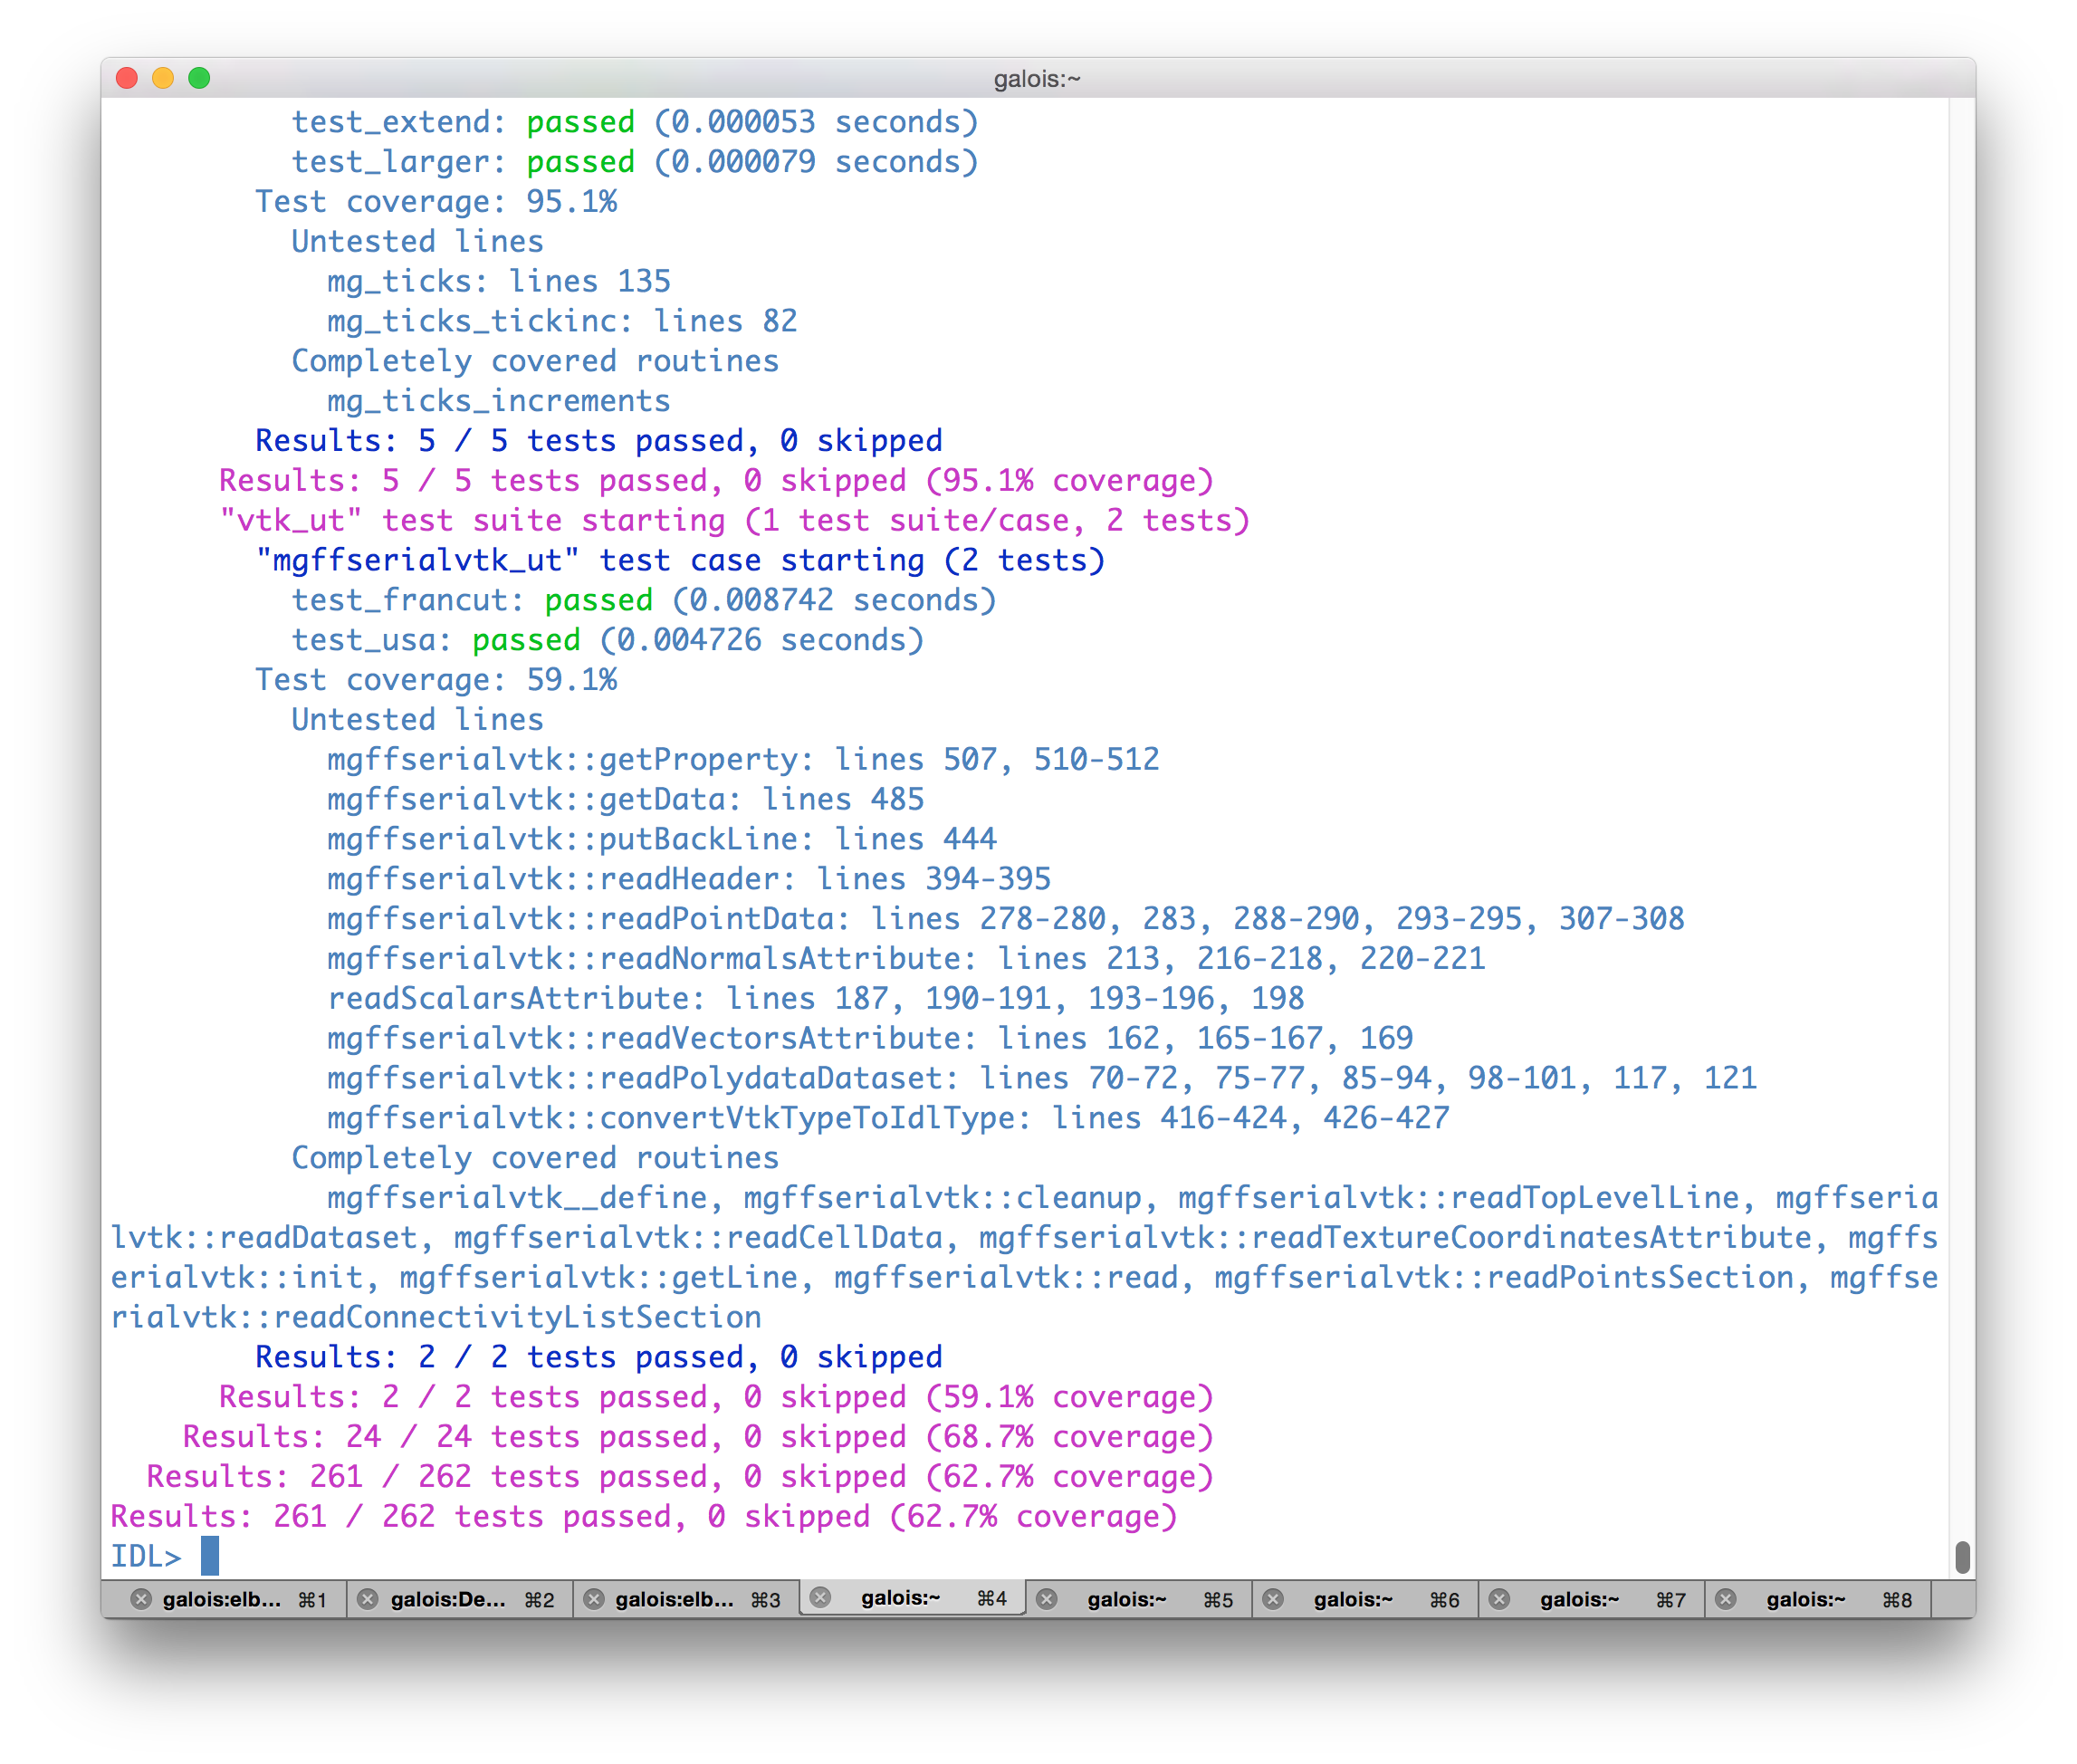 galois:~
test_extend: passed (0.000053 seconds)
test_larger: passed (0.000079 seconds)
Test coverage: 95.1%
Untested lines
mg_ticks: lines 135
mg_ticks_tickinc: lines 82
Completely covered routines
mg_ticks_increments
Results: 5 / 5 tests passed, 0 skipped
Results: 5 / 5 tests passed, 0 skipped (95.1% coverage)
"vtk_ut" test suite starting (1 test suite/case, 2 tests)
"mgffserialvtk_ut" test case starting (2 tests)
test_francut: passed (0.008742 seconds)
test_usa: passed (0.004726 seconds)
Test coverage: 59.1%
Untested lines
mgffserialvtk::getProperty: lines 507, 510-512
mgffserialvtk::getData: lines 485
mgffserialvtk::putBackLine: lines 444
mgffserialvtk::readHeader: lines 394-395
mgffserialvtk::readPointData: lines 278-280, 283, 288-290, 293-295, 307-308
mgffserialvtk::readNormalsAttribute: lines 213, 216-218, 220-221
readScalarsAttribute: lines 187, 190-191, 193-196, 198
mgffserialvtk::readVectorsAttribute: lines 162, 165-167, 169
mgffserialvtk::readPolydataDataset: lines 70-72, 75-77, 85-94, 98-101, 117, 121
mgffserialvtk::convertVtkTypeToIdlType: lines 416-424, 426-427
Completely covered routines
mgffserialvtk__define, mgffserialvtk::cleanup, mgffserialvtk::readTopLevelLine, mgffseria
lvtk::readDataset, mgffserialvtk::readCellData, mgffserialvtk::readTextureCoordinatesAttribute, mgffs
erialvtk::init, mgffserialvtk::getLine, mgffserialvtk::read, mgffserialvtk::readPointsSection, mgffse
rialvtk::readConnectivityListSection
Results: 2 / 2 tests passed, 0 skipped
Results: 2 / 2 tests passed, 0 skipped (59.1% coverage)
Results: 24 / 24 tests passed, 0 skipped (68.7% coverage)
Results: 261 / 262 tests passed, 0 skipped (62.7% coverage)
Results: 261 / 262 tests passed, 0 skipped (62.7% coverage)
IDL>
galois:elb... ⌘1 galois:De... ⌘2 galois:elb... ⌘3 galois:~ ⌘4 galois:~ ⌘5 galois:~ ⌘6 galois:~ ⌘7 galois:~ ⌘8